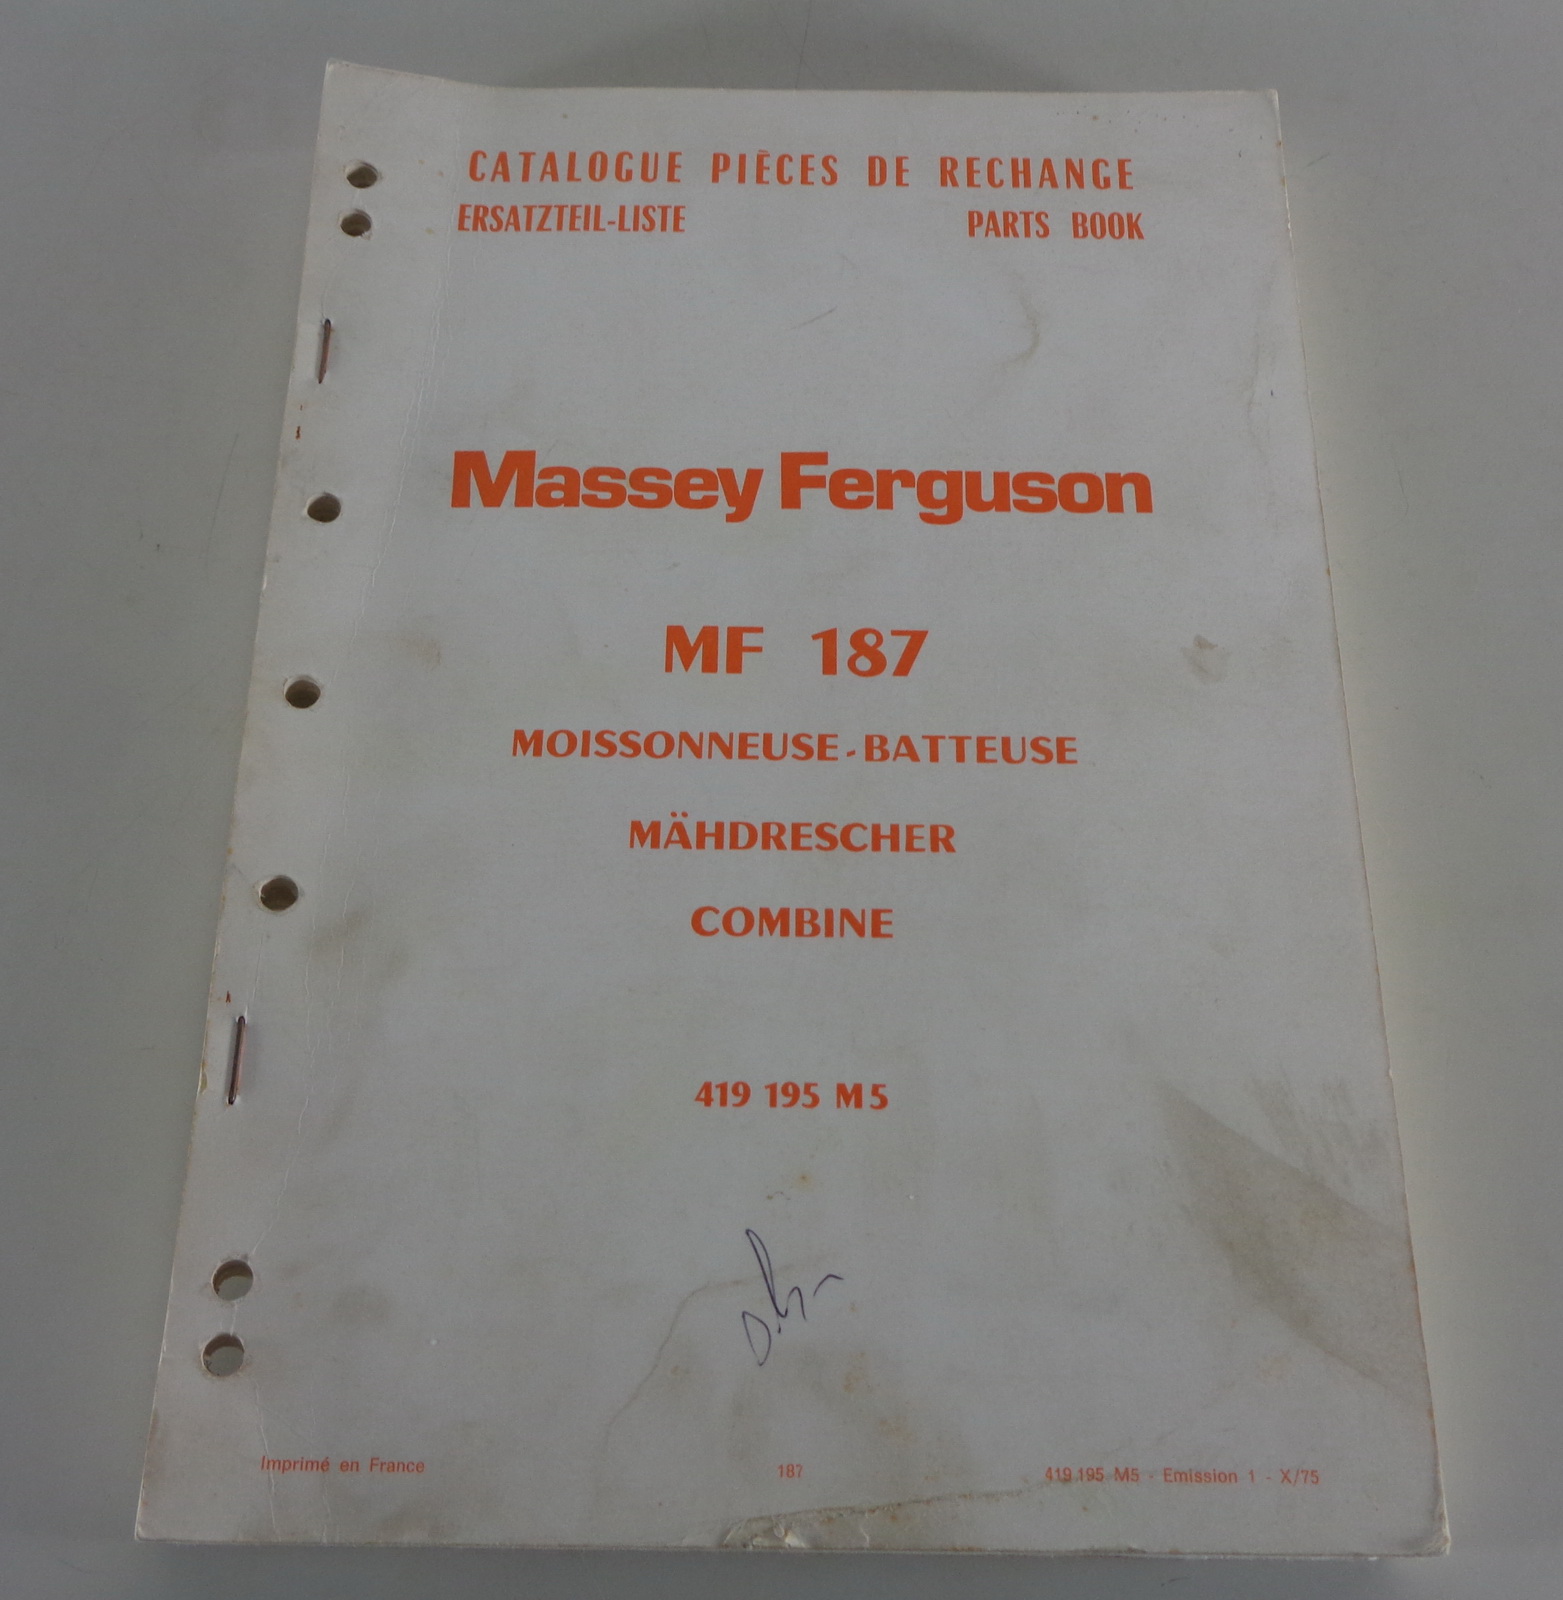 CATALOGUE PIÈCES DE RECHANGE
ERSATZTEIL-LISTE PARTS BOOK
Massey Ferguson
MF 187
MOISSONNEUSE-BATTEUSE
MÄHDRESCHER
COMBINE
419 195 M5
Imprimé en France 187 419 195 M5 - Emission 1 - X/75